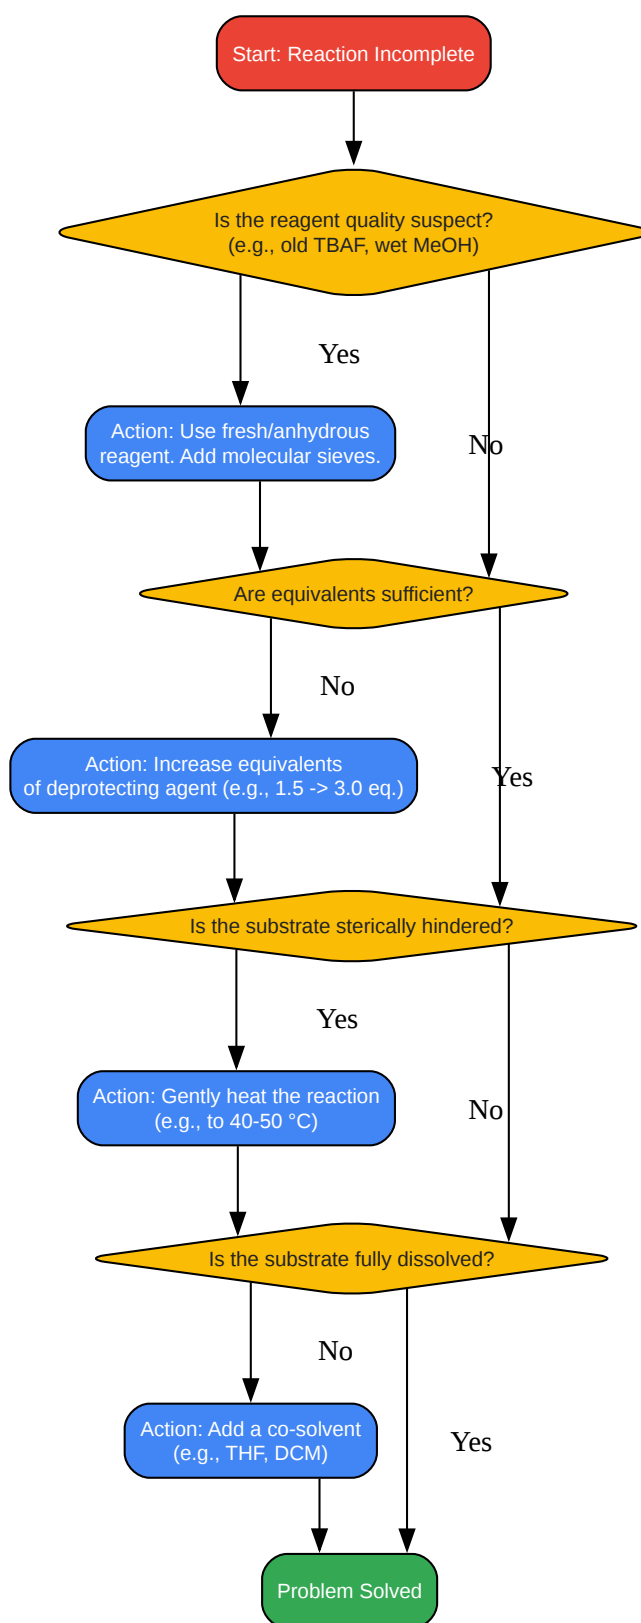 Start: Reaction Incomplete
Is the reagent quality suspect?
(e.g., old TBAF, wet MeOH)
Yes
Action: Use fresh/anhydrous
reagent. Add molecular sieves.
No
Are equivalents sufficient?
No
Action: Increase equivalents
of deprotecting agent (e.g., 1.5 -> 3.0 eq.)
Yes
Is the substrate sterically hindered?
Yes
Action: Gently heat the reaction
(e.g., to 40-50 °C)
No
Is the substrate fully dissolved?
No
Action: Add a co-solvent
(e.g., THF, DCM)
Yes
Problem Solved